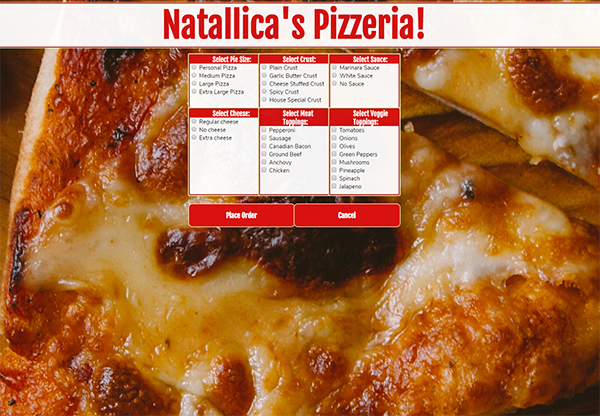 Natallica's Pizzeria!
Select Pie Size:
Personal Pizza
Medium Pizza
Large Pizza
Extra Large Pizza
Select Crust:
Plain Crust
Garlic Butter Crust
Cheese Stuffed Crust
Spicy Crust
House Special Crust
Select Sauce:
Marinara Sauce
White Sauce
No Sauce
Select Cheese:
Regular cheese
No cheese
Extra cheese
Select Meat
Toppings:
Pepperoni
Sausage
Canadian Bacon
Ground Beef
Anchovy
Chicken
Select Veggie
Toppings:
Tomatoes
Onions
Olives
Green Peppers
Mushrooms
Pineapple
Spinach
Jalapeno
Place Order
Cancel